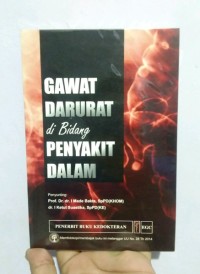 GAWAT
DARURAT
di Bidang
PENYAKIT
DALAM
Penyunting:
Prof. Dr. dr. I Made Bakta, SpPD(KHOM)
dr. I Ketut Suastika, SpPD(KE)
PENERBIT BUKU KEDOKTERAN
EGC